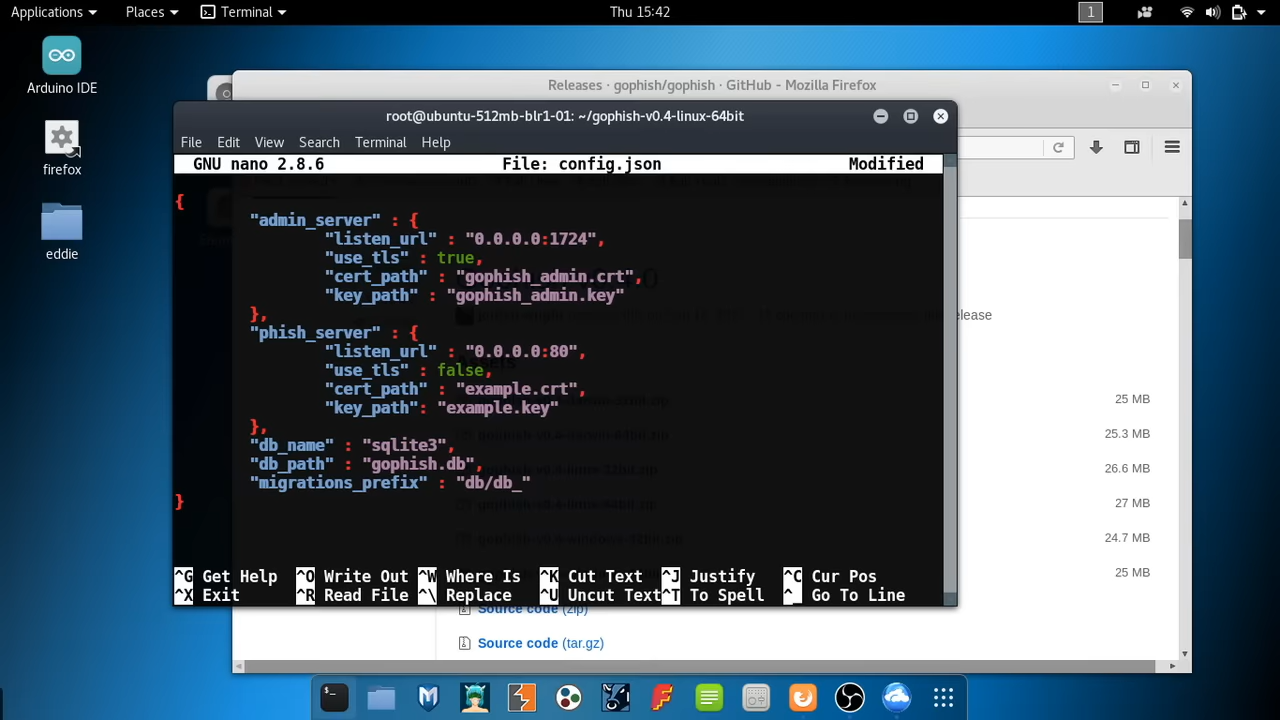 Applications
Places
Terminal
Thu 15:42
1
Arduino IDE
firefox
eddie
Releases · gophish/gophish · GitHub - Mozilla Firefox
root@ubuntu-512mb-blr1-01: ~/gophish-v0.4-linux-64bit
File Edit View Search Terminal Help
GNU nano 2.8.6 File: config.json Modified
{
"admin_server" : {
"listen_url" : "0.0.0.0:1724",
"use_tls" : true,
"cert_path" : "gophish_admin.crt",
"key_path" : "gophish_admin.key"
},
"phish_server" : {
"listen_url" : "0.0.0.0:80",
"use_tls" : false,
"cert_path" : "example.crt",
"key_path": "example.key"
},
"db_name" : "sqlite3",
"db_path" : "gophish.db",
"migrations_prefix" : "db/db_"
}
^G Get Help ^O Write Out ^W Where Is ^K Cut Text ^J Justify ^C Cur Pos
^X Exit ^R Read File ^\ Replace ^U Uncut Text ^T To Spell ^_ Go To Line
25 MB
25.3 MB
26.6 MB
27 MB
24.7 MB
25 MB
Source code (zip)
Source code (tar.gz)